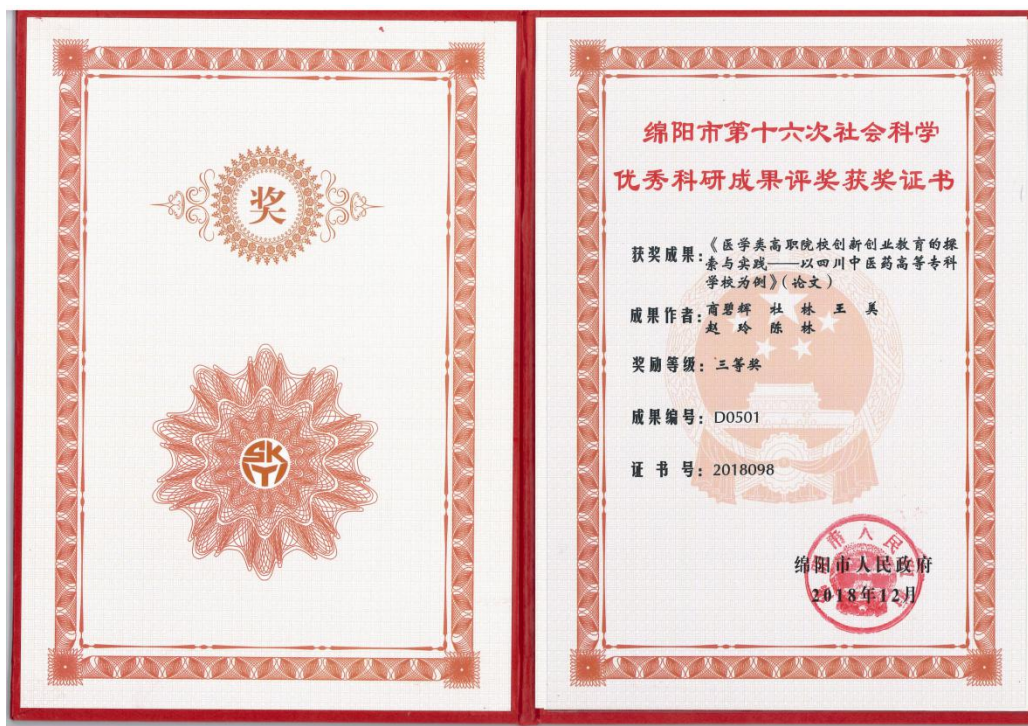 奖
绵阳市第十六次社会科学
优秀科研成果评奖获奖证书
获奖成果：《医学类高职院校创新创业教育的探
索与实践——以四川中医药高等专科
学校为例》（论文）
成果作者：商碧辉 杜 林 王 美
赵 玲 陈 林
奖励等级：三等奖
成果编号：D0501
证 书 号：2018098
绵阳市人民政府
2018年12月